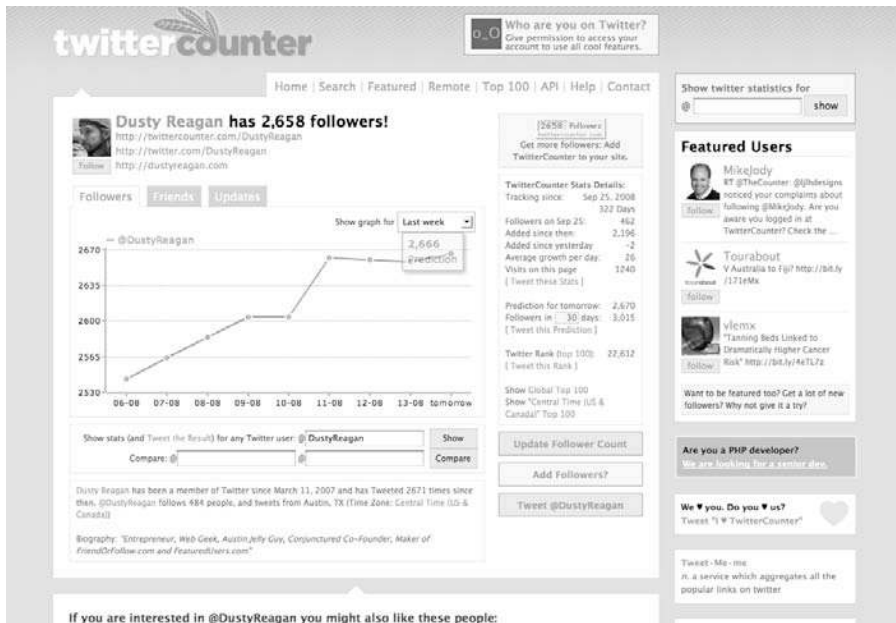 twittercounter
o_O
Who are you on Twitter?
Give permission to access your
account to use all cool features.
Home | Search | Featured | Remote | Top 100 | API | Help | Contact
Dusty Reagan has 2,658 followers!
http://twittercounter.com/DustyReagan
http://twitter.com/DustyReagan
Follow http://dustyreagan.com
Followers Friends Updates
Show graph for Last week
@DustyReagan
2,666
Prediction
2670
2635
2600
2565
2530
06-08 07-08 08-08 09-08 10-08 11-08 12-08 13-08 tomorrow
Show stats (and Tweet the Result) for any Twitter user: @ DustyReagan Show
Compare: @ @ Compare
Dusty Reagan has been a member of Twitter since March 11, 2007 and has Tweeted 2671 times since
then. @DustyReagan follows 484 people, and tweets from Austin, TX (Time Zone: Central Time (US &
Canada))
Biography: "Entrepreneur, Web Geek, Austin Jelly Guy, Conjunctured Co-Founder, Maker of
FriendOrFollow.com and FeaturedUsers.com"
If you are interested in @DustyReagan you might also like these people:
2658 Followers
twittercounter.com
Get more followers: Add
TwitterCounter to your site.
TwitterCounter Stats Details:
Tracking since: Sep 25, 2008
322 Days
Followers on Sep 25: 462
Added since then: 2,196
Added since yesterday -2
Average growth per day: 26
Visits on this page 1240
[ Tweet these Stats ]
Prediction for tomorrow: 2,670
Followers in 30 days: 3,015
[ Tweet this Prediction ]
Twitter Rank (top 100): 22,612
[ Tweet this Rank ]
Show Global Top 100
Show "Central Time (US &
Canada)" Top 100
Update Follower Count
Add Followers?
Tweet @DustyReagan
Show twitter statistics for
@ show
Featured Users
MikeJody
RT @TheCounter: @ljlhdesigns
noticed your complaints about
following @MikeJody. Are you
aware you logged in at
TwitterCounter? Check the ...
follow
Tourabout
V Australia to Fiji? http://bit.ly
/171eMx
tourabout
follow
vlemx
"Tanning Beds Linked to
Dramatically Higher Cancer
Risk" http://bit.ly/4eTL7z
follow
Want to be featured too? Get a lot of new
followers? Why not give it a try?
Are you a PHP developer?
We are looking for a senior dev.
We ♥ you. Do you ♥ us?
Tweet "I ♥ TwitterCounter"
Tweet-Me-me
n. a service which aggregates all the
popular links on twitter